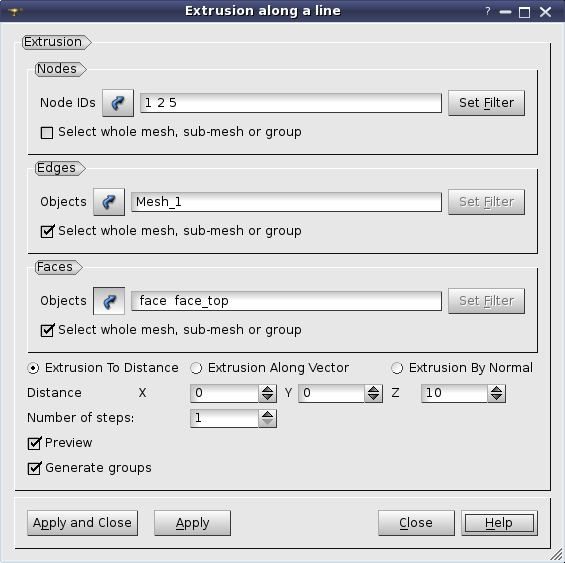 Extrusion along a line
?
Extrusion
Nodes
Node IDs 1 2 5 Set Filter
Select whole mesh, sub-mesh or group
Edges
Objects Mesh_1 Set Filter
Select whole mesh, sub-mesh or group
Faces
Objects face face_top Set Filter
Select whole mesh, sub-mesh or group
Extrusion To Distance Extrusion Along Vector Extrusion By Normal
Distance X 0 Y 0 Z 10
Number of steps: 1
Preview
Generate groups
Apply and Close Apply Close Help